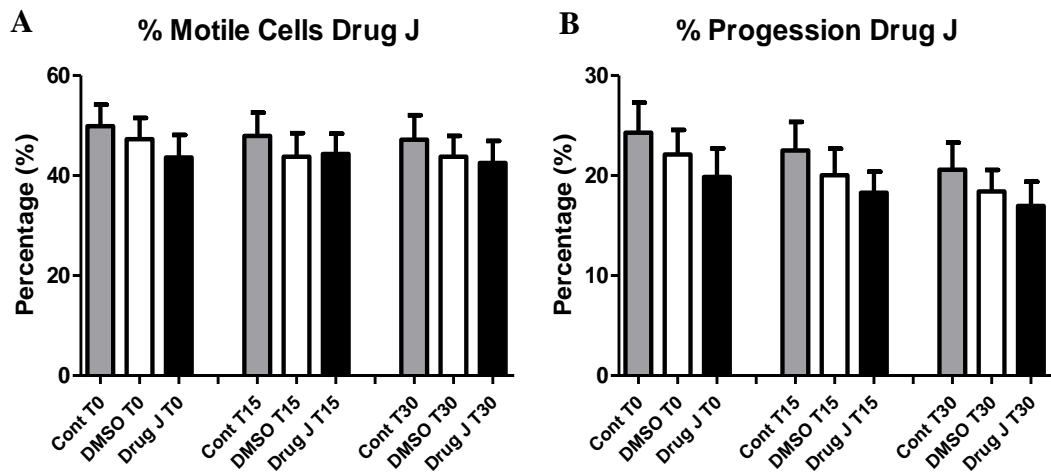 A
% Motile Cells Drug J
Percentage (%)
60
40
20
0
Cont T0
DMSO T0
Drug J T0
Cont T15
DMSO T15
Drug J T15
Cont T30
DMSO T30
Drug J T30
B
% Progession Drug J
Percentage (%)
30
20
10
0
Cont T0
DMSO T0
Drug J T0
Cont T15
DMSO T15
Drug J T15
Cont T30
DMSO T30
Drug J T30